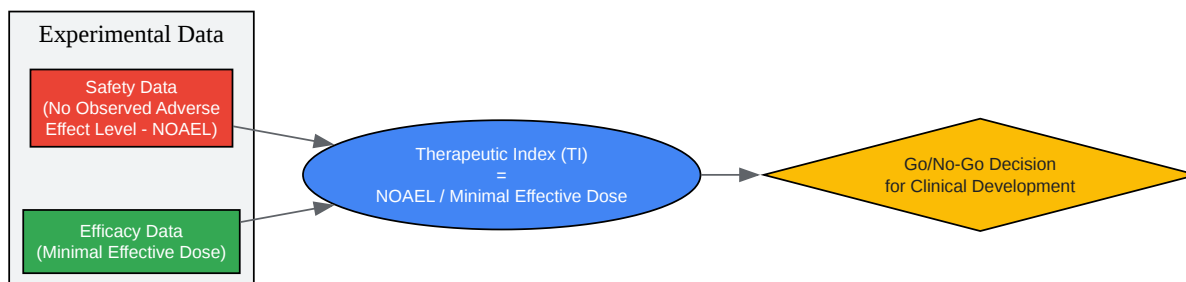 Experimental Data
Safety Data
(No Observed Adverse
Effect Level - NOAEL)
Efficacy Data
(Minimal Effective Dose)
Therapeutic Index (TI)
=
NOAEL / Minimal Effective Dose
Go/No-Go Decision
for Clinical Development